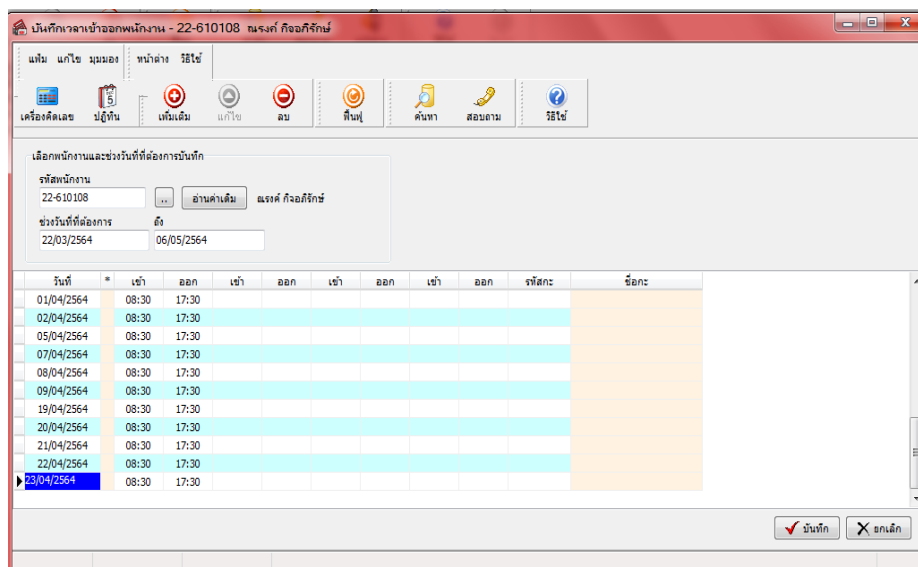 บันทึกเวลาเข้าออกพนักงาน - 22-610108 ณรงค์ กิจอภิรักษ์
แฟ้ม แก้ไข มุมมอง หน้าต่าง วิธีใช้
เครื่องคิดเลข ปฏิทิน เพิ่มเติม แก้ไข ลบ ฟื้นฟู ค้นหา สอบถาม วิธีใช้
เลือกพนักงานและช่วงวันที่ที่ต้องการบันทึก
รหัสพนักงาน
22-610108 .. อ่านค่าเดิม ณรงค์ กิจอภิรักษ์
ช่วงวันที่ที่ต้องการ ถึง
22/03/2564 06/05/2564
วันที่ * เข้า ออก เข้า ออก เข้า ออก เข้า ออก รหัสกะ ชื่อกะ
01/04/2564 08:30 17:30
02/04/2564 08:30 17:30
05/04/2564 08:30 17:30
07/04/2564 08:30 17:30
08/04/2564 08:30 17:30
09/04/2564 08:30 17:30
19/04/2564 08:30 17:30
20/04/2564 08:30 17:30
21/04/2564 08:30 17:30
22/04/2564 08:30 17:30
23/04/2564 08:30 17:30
บันทึก ยกเลิก